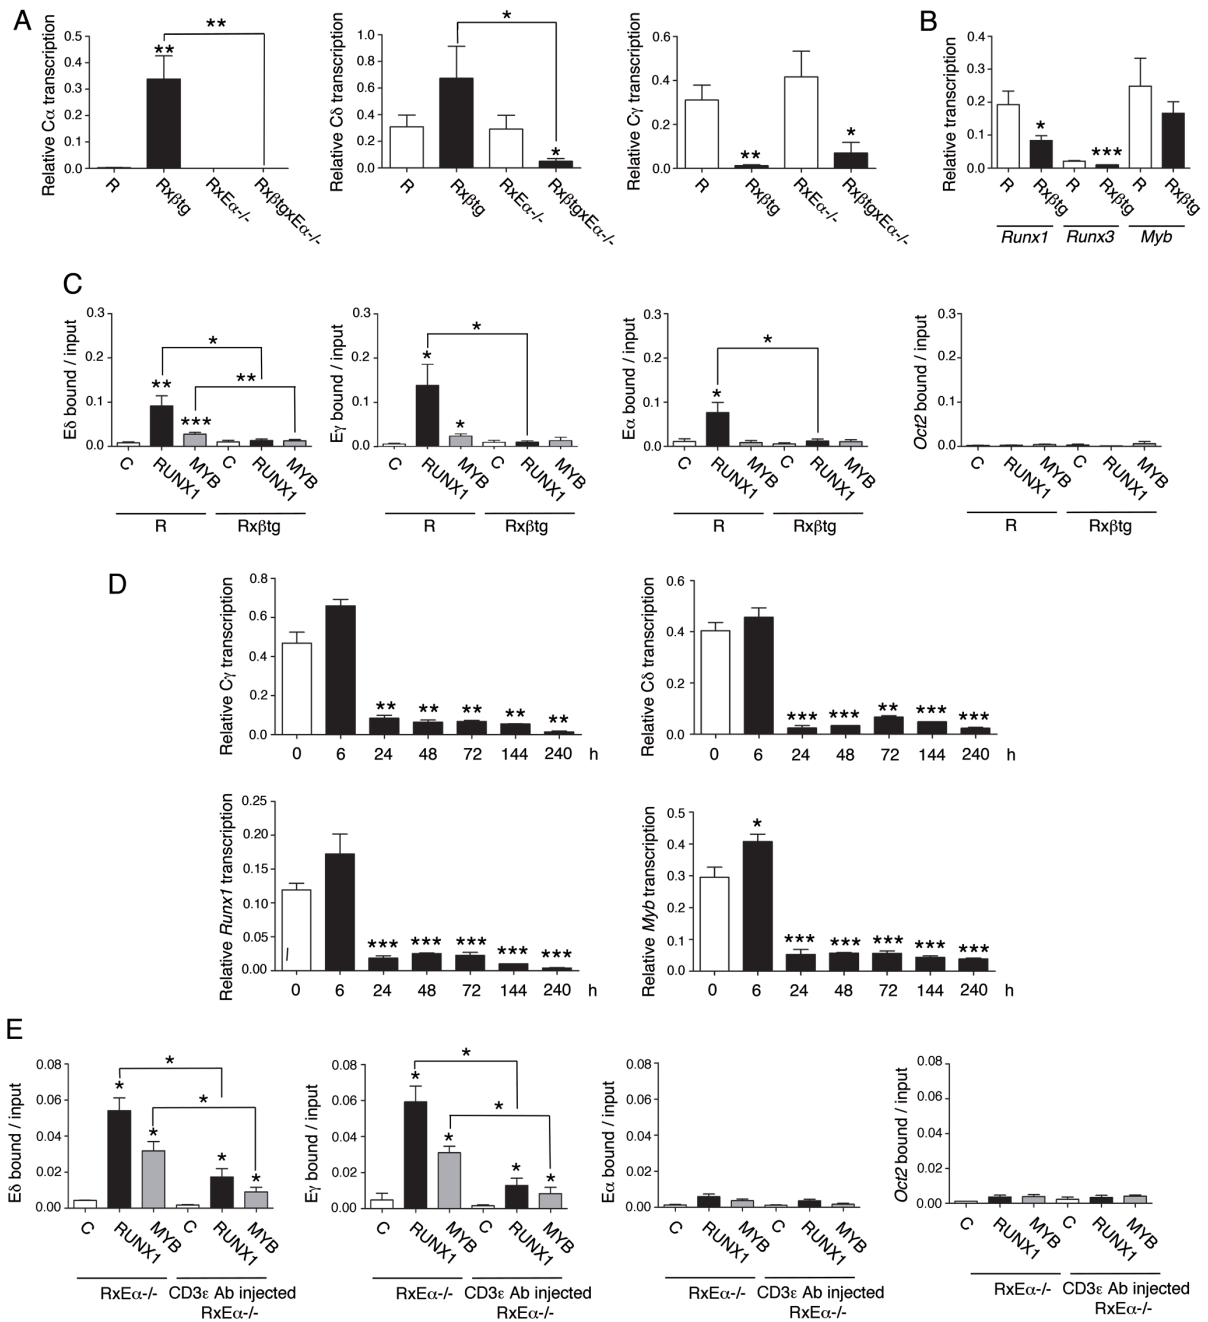 A
Relative Cα transcription
0.5
0.4
0.3
0.2
0.1
0.0
**
**
R
Rxβtg
RxEα-/-
RxβtgxEα-/-
Relative Cδ transcription
1.0
0.8
0.6
0.4
0.2
0.0
*
*
R
Rxβtg
RxEα-/-
RxβtgxEα-/-
Relative Cγ transcription
0.6
0.4
0.2
0.0
**
*
R
Rxβtg
RxEα-/-
RxβtgxEα-/-
B
Relative transcription
0.4
0.3
0.2
0.1
0.0
*
***
R
Rxβtg
R
Rxβtg
R
Rxβtg
Runx1
Runx3
Myb
C
Eδ bound / input
0.3
0.2
0.1
0.0
*
**
**
***
C
RUNX1
MYB
C
RUNX1
MYB
R
Rxβtg
Eγ bound / input
0.3
0.2
0.1
0.0
*
*
*
C
RUNX1
MYB
C
RUNX1
MYB
R
Rxβtg
Eα bound / input
0.3
0.2
0.1
0.0
*
*
C
RUNX1
MYB
C
RUNX1
MYB
R
Rxβtg
Oct2 bound / input
0.3
0.2
0.1
0.0
C
RUNX1
MYB
C
RUNX1
MYB
R
Rxβtg
D
Relative Cγ transcription
0.8
0.6
0.4
0.2
0.0
** ** ** ** **
0 6 24 48 72 144 240 h
Relative Cδ transcription
0.6
0.4
0.2
0.0
*** *** ** *** ***
0 6 24 48 72 144 240 h
Relative Runx1 transcription
0.25
0.20
0.15
0.10
0.05
0.00
*** *** *** *** ***
0 6 24 48 72 144 240 h
Relative Myb transcription
0.5
0.4
0.3
0.2
0.1
0.0
*
*** *** *** *** ***
0 6 24 48 72 144 240 h
E
Eδ bound / input
0.08
0.06
0.04
0.02
0.00
*
*
*
*
*
*
C
RUNX1
MYB
C
RUNX1
MYB
RxEα-/-
CD3ε Ab injected
RxEα-/-
Eγ bound / input
0.08
0.06
0.04
0.02
0.00
*
*
*
*
*
*
C
RUNX1
MYB
C
RUNX1
MYB
RxEα-/-
CD3ε Ab injected
RxEα-/-
Eα bound / input
0.08
0.06
0.04
0.02
0.00
C
RUNX1
MYB
C
RUNX1
MYB
RxEα-/-
CD3ε Ab injected
RxEα-/-
Oct2 bound / input
0.08
0.06
0.04
0.02
0.00
C
RUNX1
MYB
C
RUNX1
MYB
RxEα-/-
CD3ε Ab injected
RxEα-/-